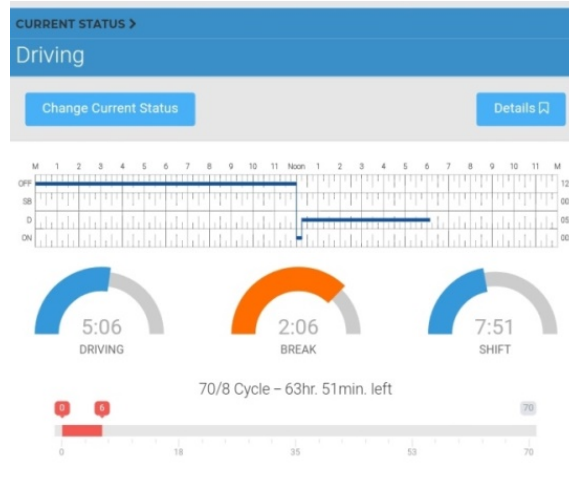 CURRENT STATUS >
Driving
Change Current Status Details
M 1 2 3 4 5 6 7 8 9 10 11 Noon 1 2 3 4 5 6 7 8 9 10 11 M
OFF 12
SB 00
D 05
ON 00
5:06 2:06 7:51
DRIVING BREAK SHIFT
70/8 Cycle – 63hr. 51min. left
0 6 70
0 18 35 53 70